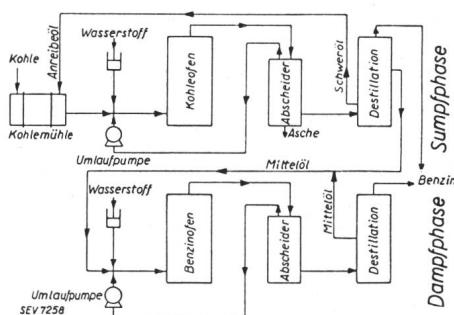 Wasserstoff
Kohle
Anreibeöl
Kohlemühle
Kohleofen
Umlaufpumpe
Abscheider
Asche
Schweröl
Destillation
Sumpfphase
Mittelöl
Benzin
Wasserstoff
Benzinofen
Umlaufpumpe
SEV 7258
Abscheider
Mittelöl
Destillation
Dampfphase